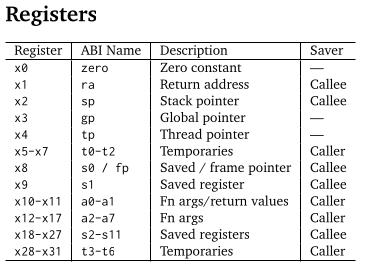 Registers
Register ABI Name Description Saver
x0 zero Zero constant —
x1 ra Return address Callee
x2 sp Stack pointer Callee
x3 gp Global pointer —
x4 tp Thread pointer —
x5-x7 t0-t2 Temporaries Caller
x8 s0 / fp Saved / frame pointer Callee
x9 s1 Saved register Callee
x10-x11 a0-a1 Fn args/return values Caller
x12-x17 a2-a7 Fn args Caller
x18-x27 s2-s11 Saved registers Callee
x28-x31 t3-t6 Temporaries Caller